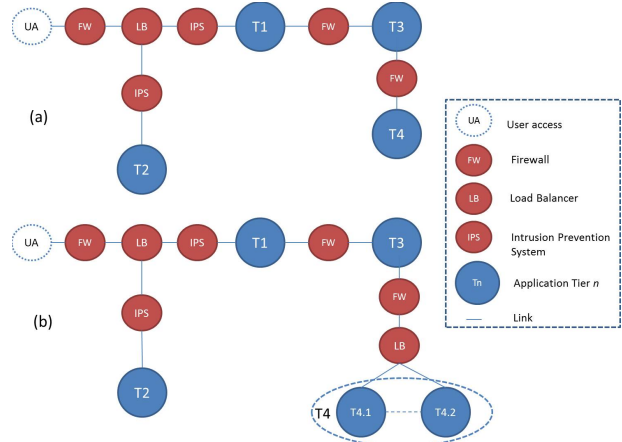 UA FW LB IPS T1 FW T3
IPS FW
(a)
T4
T2
UA User access
FW Firewall
LB Load Balancer
IPS Intrusion Prevention
System
Tn Application Tier n
Link
UA FW LB IPS T1 FW T3
FW
IPS
(b)
LB
T2
T4 T4.1 T4.2